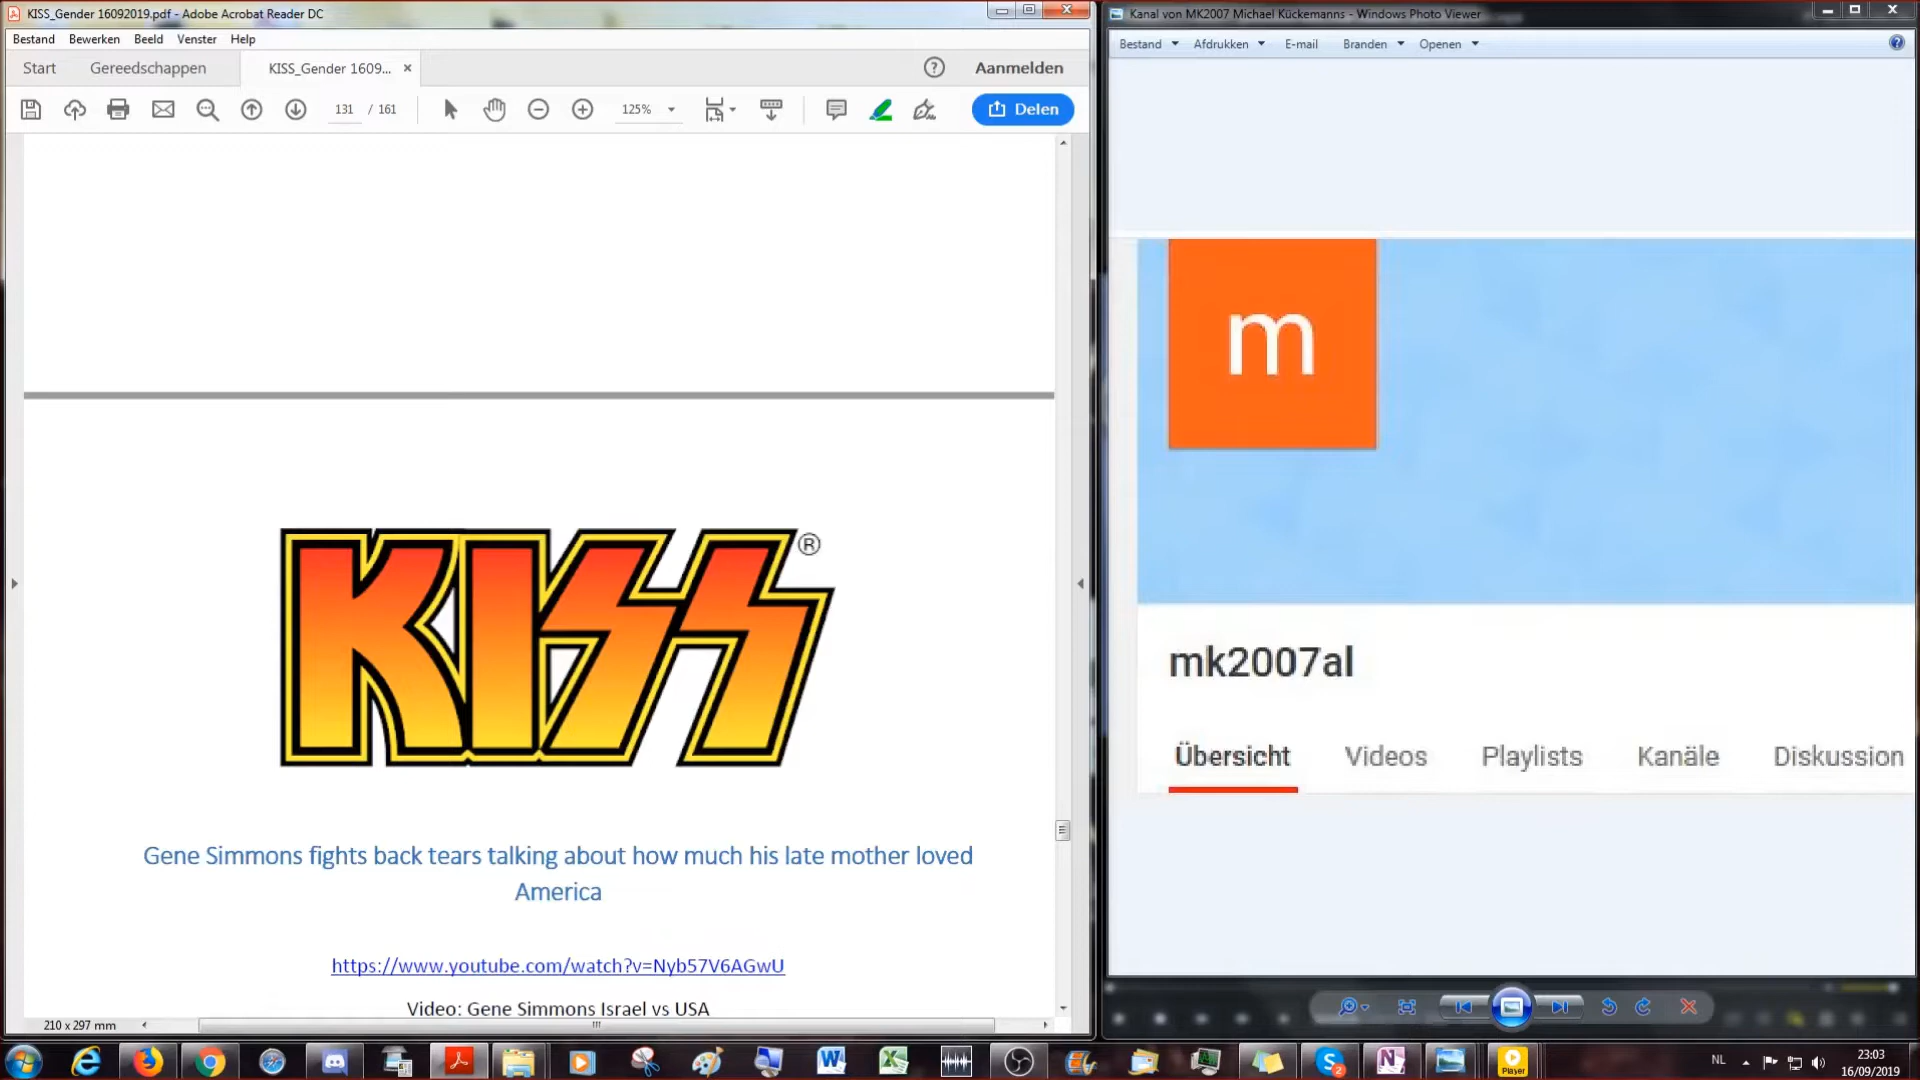 KISS_Gender 16092019.pdf - Adobe Acrobat Reader DC
Bestand Bewerken Beeld Venster Help
Start Gereedschappen KISS_Gender 1609... × Aanmelden
131 / 161 125% Delen
KISS®
Gene Simmons fights back tears talking about how much his late mother loved
America
https://www.youtube.com/watch?v=Nyb57V6AGwU
Video: Gene Simmons Israel vs USA
210 x 297 mm
Kanal von MK2007 Michael Kückemanns - Windows Photo Viewer
Bestand Afdrukken E-mail Branden Openen
m
mk2007al
Übersicht Videos Playlists Kanäle Diskussion
Player
NL
23:03
16/09/2019